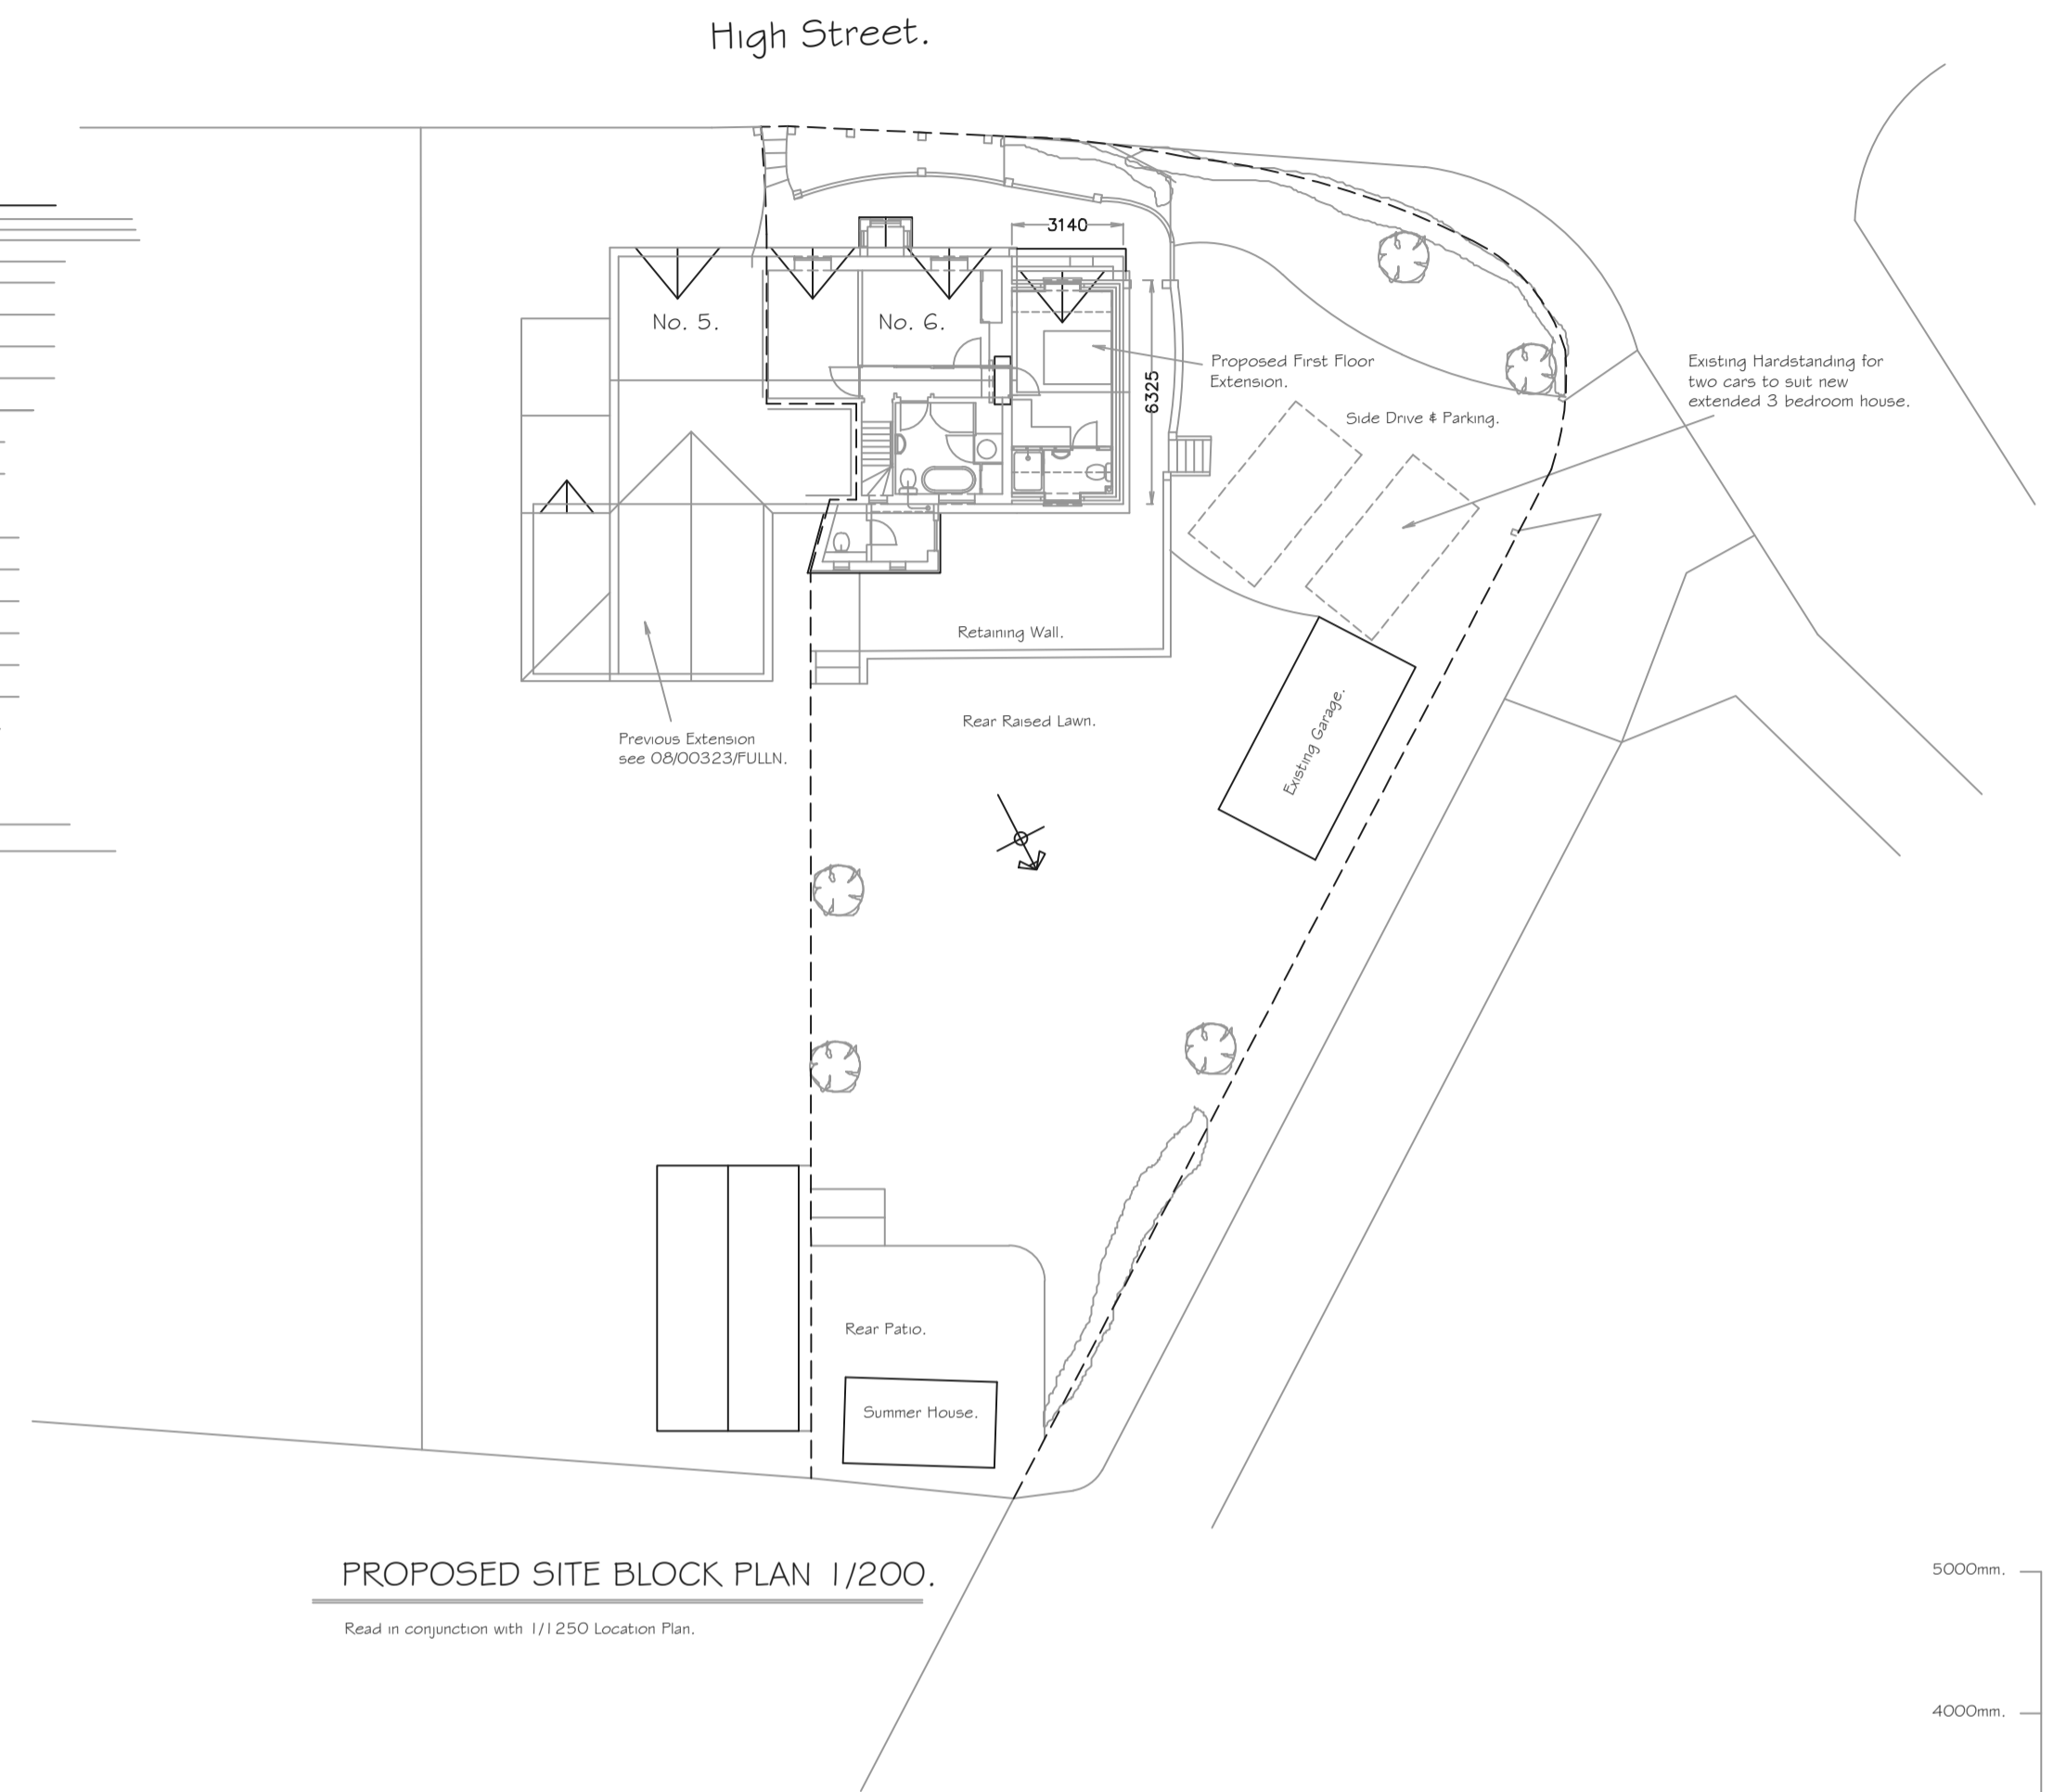 High Street.
3140
No. 5.
No. 6.
6325
Proposed First Floor
Extension.
Existing Hardstanding for
two cars to suit new
extended 3 bedroom house.
Side Drive & Parking.
Retaining Wall.
Rear Raised Lawn.
Existing Garage.
Previous Extension
see 08/00323/FULLN.
Rear Patio.
Summer House.
PROPOSED SITE BLOCK PLAN 1/200.
Read in conjunction with 1/1250 Location Plan.
5000mm.
4000mm.